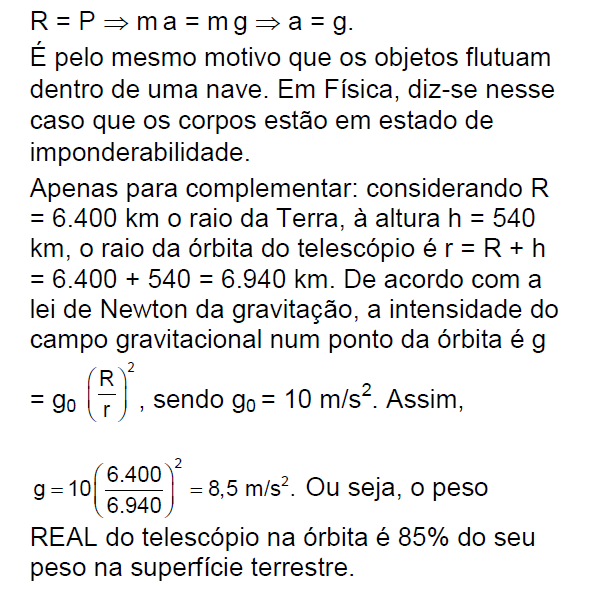 R = P ⇒ m a = m g ⇒ a = g.
É pelo mesmo motivo que os objetos flutuam
dentro de uma nave. Em Física, diz-se nesse
caso que os corpos estão em estado de
imponderabilidade.
Apenas para complementar: considerando R
= 6.400 km o raio da Terra, à altura h = 540
km, o raio da órbita do telescópio é r = R + h
= 6.400 + 540 = 6.940 km. De acordo com a
lei de Newton da gravitação, a intensidade do
campo gravitacional num ponto da órbita é g
= g₀ (R/r)², sendo g₀ = 10 m/s². Assim,
g = 10(6.400/6.940)² = 8,5 m/s². Ou seja, o peso
REAL do telescópio na órbita é 85% do seu
peso na superfície terrestre.